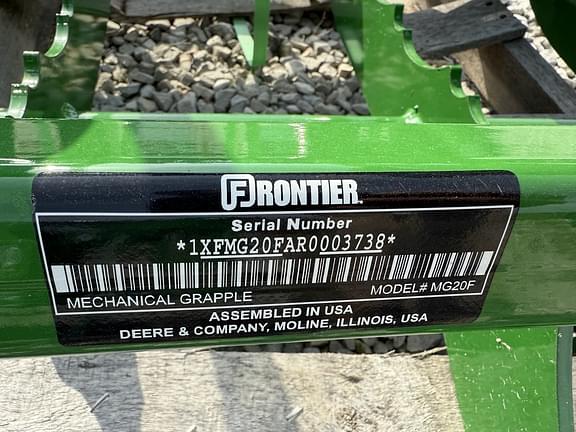 FRONTIER
Serial Number
*1XFMG20FAR0003738*
MECHANICAL GRAPPLE MODEL# MG20F
ASSEMBLED IN USA
DEERE & COMPANY, MOLINE, ILLINOIS, USA